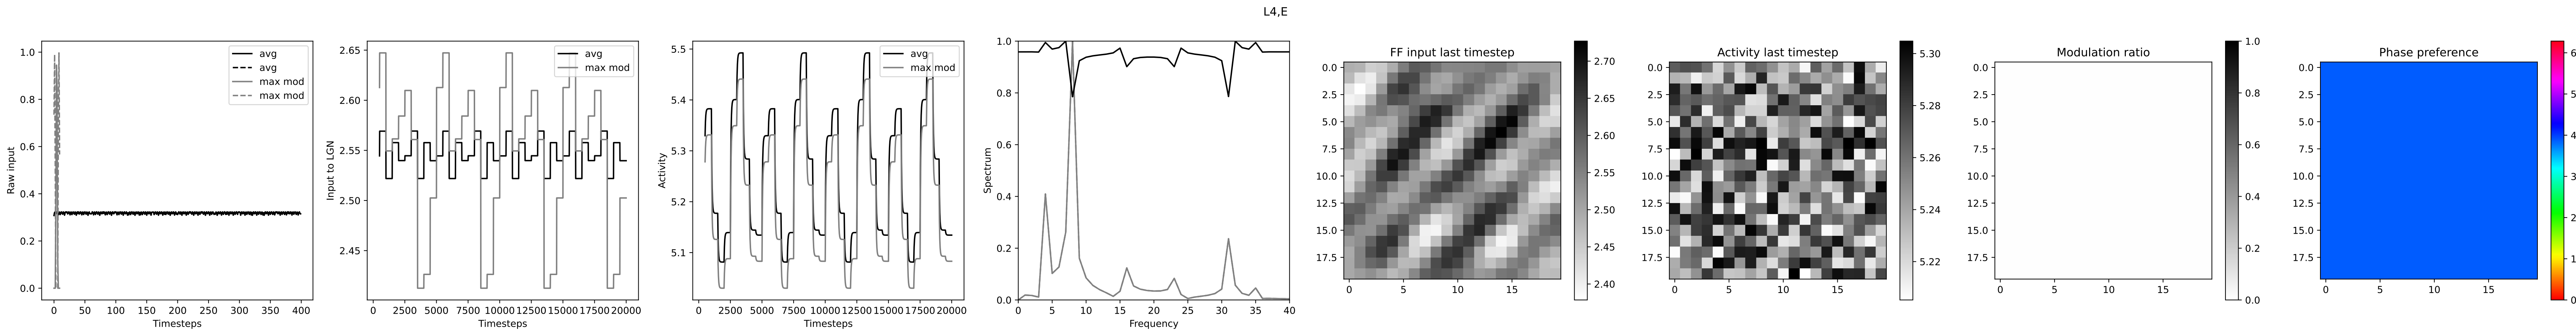 L4,E
Raw input
1.0
0.8
0.6
0.4
0.2
0.0
avg
avg
max mod
max mod
0 50 100 150 200 250 300 350 400
Timesteps
Input to LGN
2.65
2.60
2.55
2.50
2.45
avg
max mod
0 2500 5000 7500 10000 12500 15000 17500 20000
Timesteps
Activity
5.5
5.4
5.3
5.2
5.1
avg
max mod
0 2500 5000 7500 10000 12500 15000 17500 20000
Timesteps
Spectrum
1.0
0.8
0.6
0.4
0.2
0.0
0 5 10 15 20 25 30 35 40
Frequency
FF input last timestep
0.0
2.5
5.0
7.5
10.0
12.5
15.0
17.5
0 5 10 15
2.70
2.65
2.60
2.55
2.50
2.45
2.40
Activity last timestep
0.0
2.5
5.0
7.5
10.0
12.5
15.0
17.5
0 5 10 15
5.30
5.28
5.26
5.24
5.22
Modulation ratio
0.0
2.5
5.0
7.5
10.0
12.5
15.0
17.5
0 5 10 15
1.0
0.8
0.6
0.4
0.2
0.0
Phase preference
0.0
2.5
5.0
7.5
10.0
12.5
15.0
17.5
0 5 10 15
6
5
4
3
2
1
0